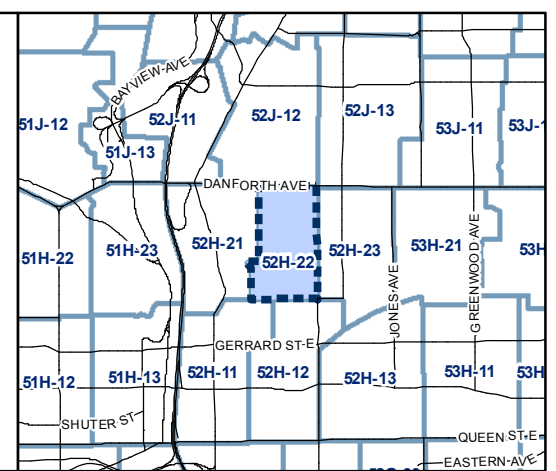 BAYVIEW-AVE
51J-12
52J-11
52J-12
52J-13
53J-11
53J-1
51J-13
DANFORTH AVE
51H-22
51H-23
52H-21
52H-22
52H-23
53H-21
53H
JONES-AVE
GREENWOOD-AVE
GERRARD ST-E
51H-12
51H-13
52H-11
52H-12
52H-13
53H-11
53H
SHUTER ST
QUEEN ST-E
EASTERN-AVE